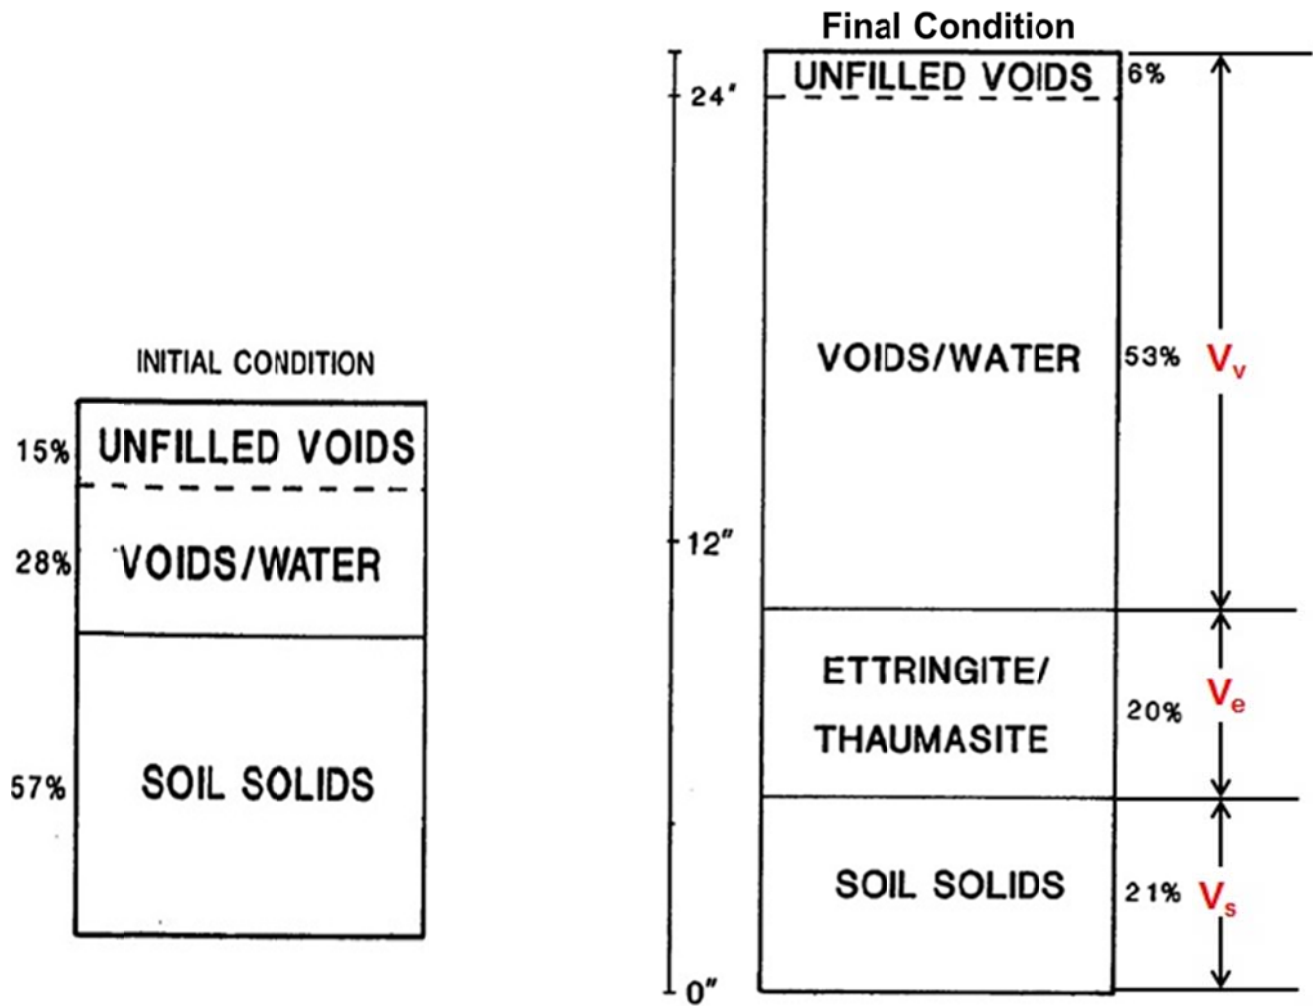 Final Condition
UNFILLED VOIDS
6%
24"
VOIDS/WATER
53%
Vv
INITIAL CONDITION
15%
UNFILLED VOIDS
28%
VOIDS/WATER
12"
57%
SOIL SOLIDS
ETTRINGITE/
THAUMASITE
20%
Ve
SOIL SOLIDS
21%
Vs
0"